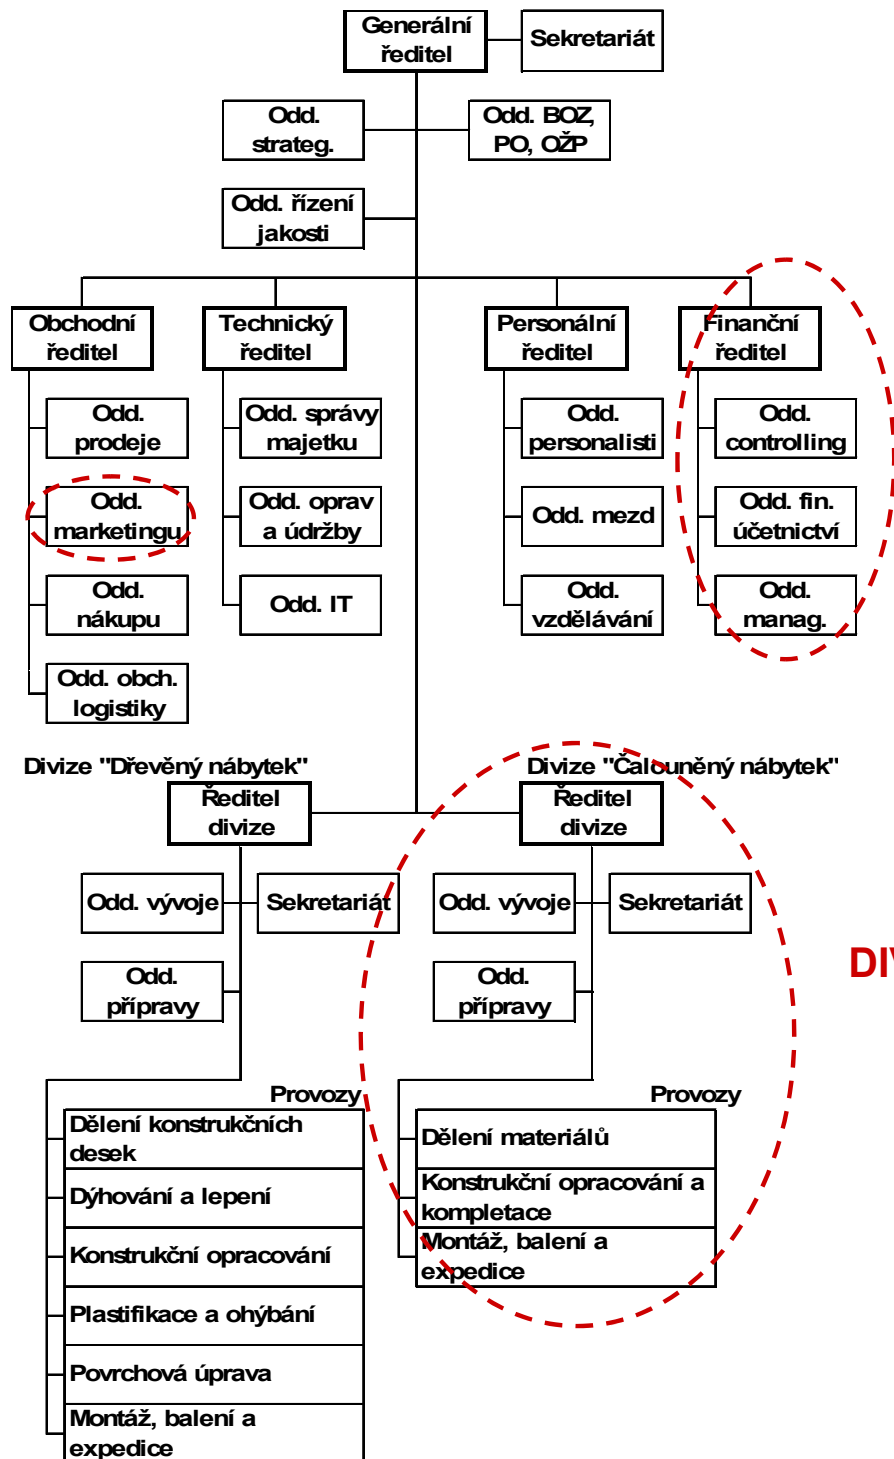 Generální
ředitel
Sekretariát
Odd.
strateg.
Odd. BOZ,
PO, OŽP
Odd. řízení
jakosti
Obchodní
ředitel
Technický
ředitel
Personální
ředitel
Finanční
ředitel
Odd.
prodeje
Odd. správy
majetku
Odd.
personalisti
Odd.
controlling
Odd.
marketingu
Odd. oprav
a údržby
Odd. mezd
Odd. fin.
účetnictví
Odd.
nákupu
Odd. IT
Odd.
vzdělávání
Odd.
manag.
Odd. obch.
logistiky
Divize "Dřevěný nábytek"
Divize "Čalouněný nábytek"
Ředitel
divize
Ředitel
divize
Odd. vývoje
Sekretariát
Odd. vývoje
Sekretariát
Odd.
přípravy
Odd.
přípravy
DIV
Provozy
Provozy
Dělení konstrukčních
desek
Dýhování a lepení
Konstrukční opracování
Plastifikace a ohýbání
Povrchová úprava
Montáž, balení a
expedice
Dělení materiálů
Konstrukční opracování a
kompletace
Montáž, balení a
expedice